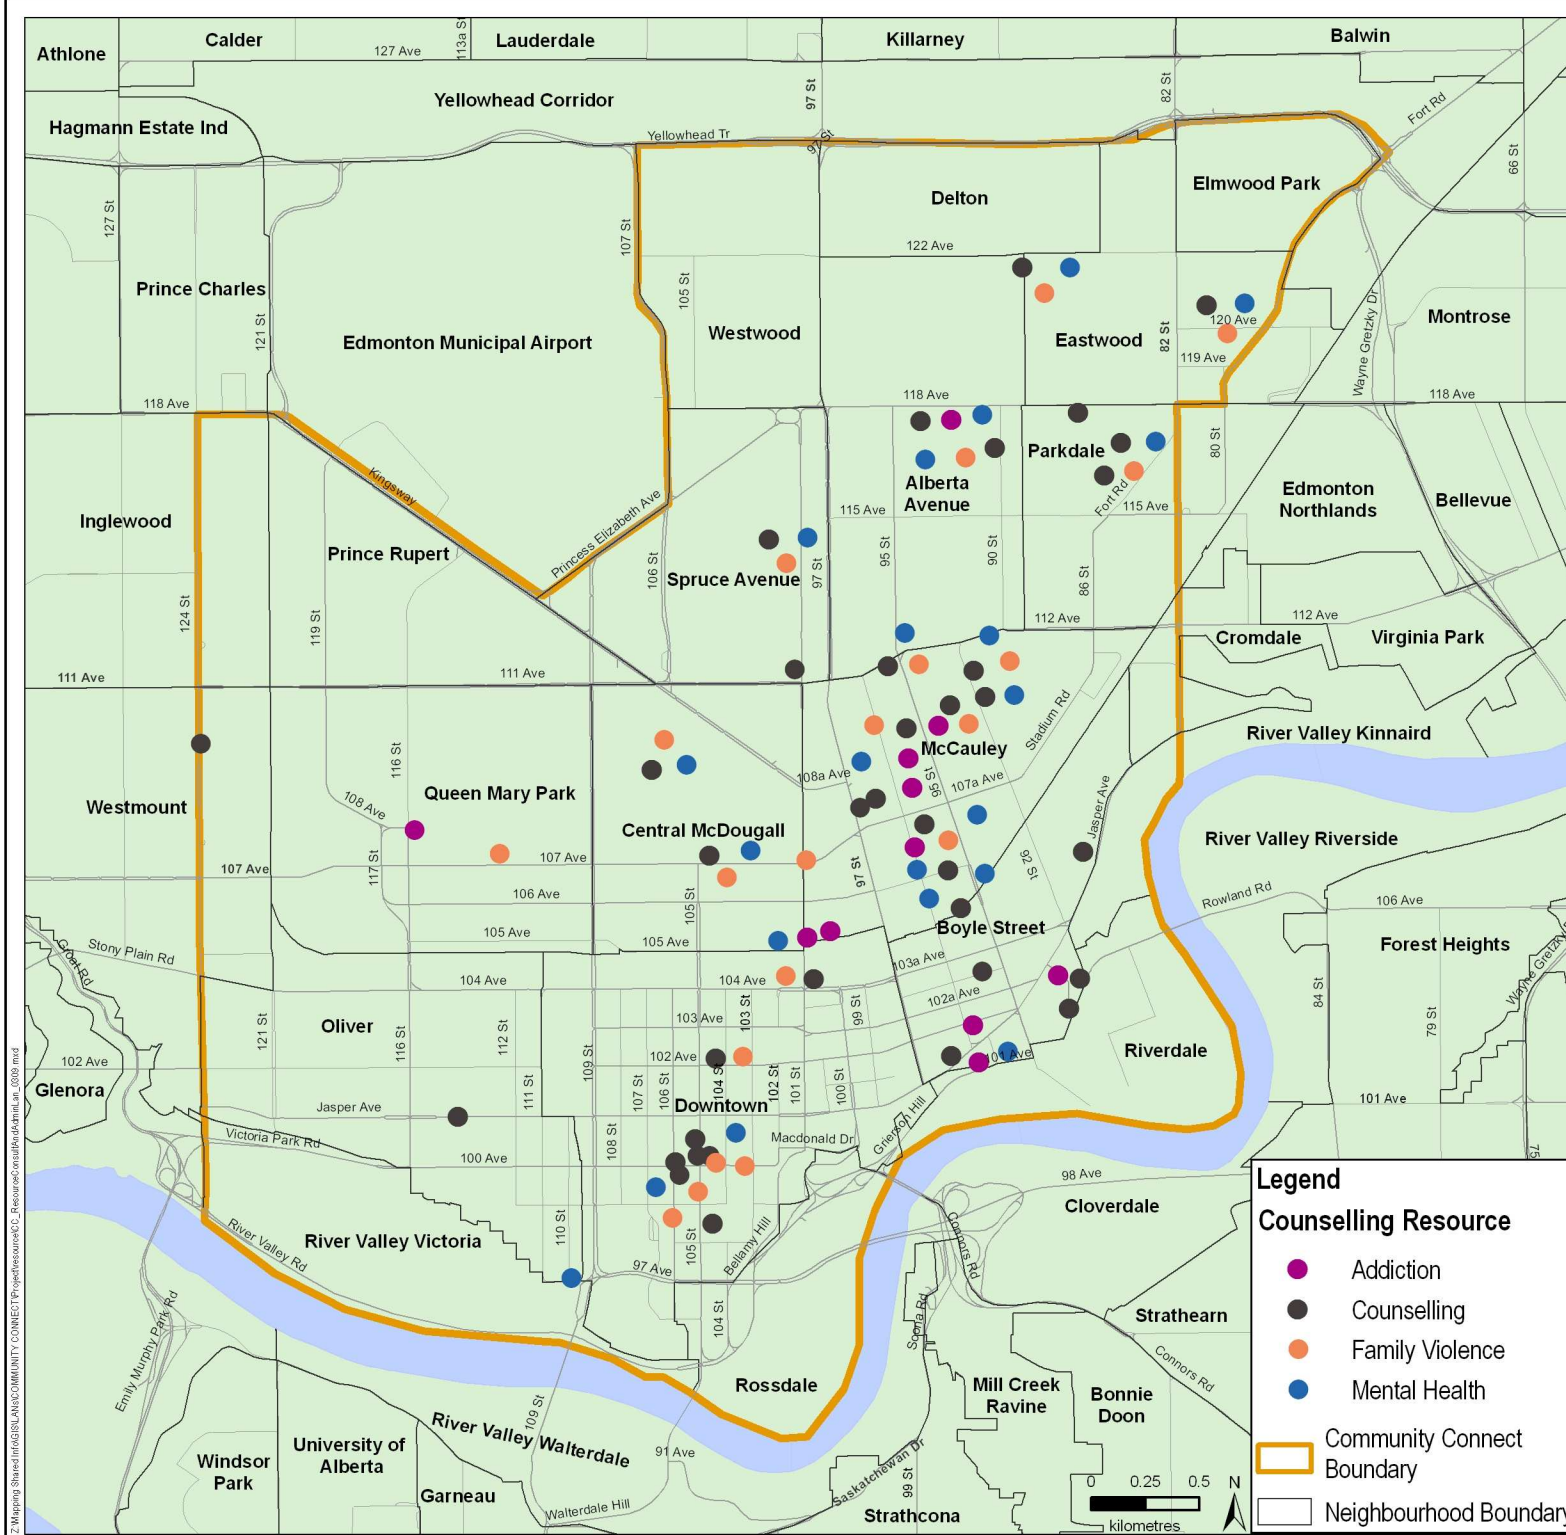 Athlone
Calder
127 Ave
113a St
Lauderdale
Killarney
Balwin
Hagmann Estate Ind
Yellowhead Corridor
97 St
82 St
Fort Rd
Yellowhead Tr
97 St
66 St
127 St
107 St
Delton
Elmwood Park
122 Ave
Prince Charles
121 St
105 St
Edmonton Municipal Airport
Westwood
Eastwood
82 St
120 Ave
119 Ave
Wayne Gretzky Dr
Montrose
118 Ave
118 Ave
118 Ave
Kingsway
Parkdale
80 St
Alberta
Avenue
Fort Rd
115 Ave
115 Ave
Edmonton
Northlands
Bellevue
Inglewood
Prince Rupert
Princess Elizabeth Ave
106 St
Spruce Avenue
97 St
95 St
90 St
86 St
124 St
119 St
112 Ave
112 Ave
Cromdale
Virginia Park
111 Ave
111 Ave
Stadium Rd
River Valley Kinnaird
McCauley
116 St
108a Ave
95 St
107a Ave
Westmount
108 Ave
Queen Mary Park
Central McDougall
Jasper Ave
River Valley Riverside
117 St
107 Ave
107 Ave
97 St
92 St
106 Ave
105 St
Rowland Rd
106 Ave
Boyle Street
Forest Heights
Groat Rd
Stony Plain Rd
105 Ave
105 Ave
103a Ave
104 Ave
104 Ave
102a Ave
84 St
79 St
Wayne Gretzky
Oliver
121 St
116 St
112 St
103 Ave
103 St
99 St
102 Ave
Glenora
109 St
102 Ave
104 St
102 St
101 St
100 St
101 Ave
Riverdale
111 St
107 St
106 St
Downtown
101 Ave
Jasper Ave
Victoria Park Rd
108 St
Macdonald Dr
Grierson Hill
100 Ave
75
98 Ave
Cloverdale
River Valley Rd
River Valley Victoria
110 St
105 St
Bellamy Hill
97 Ave
Connors Rd
104 St
Scona Rd
Strathearn
Emily Murphy Park Rd
Connors Rd
Rossdale
Mill Creek
Ravine
Bonnie
Doon
109 St
River Valley Walterdale
91 Ave
Windsor
Park
University of
Alberta
Garneau
Walterdale Hill
Saskatchewan Dr
99 St
Strathcona
Legend
Counselling Resource
Addiction
Counselling
Family Violence
Mental Health
Community Connect
Boundary
Neighbourhood Boundary
0 0.25 0.5
kilometres
N